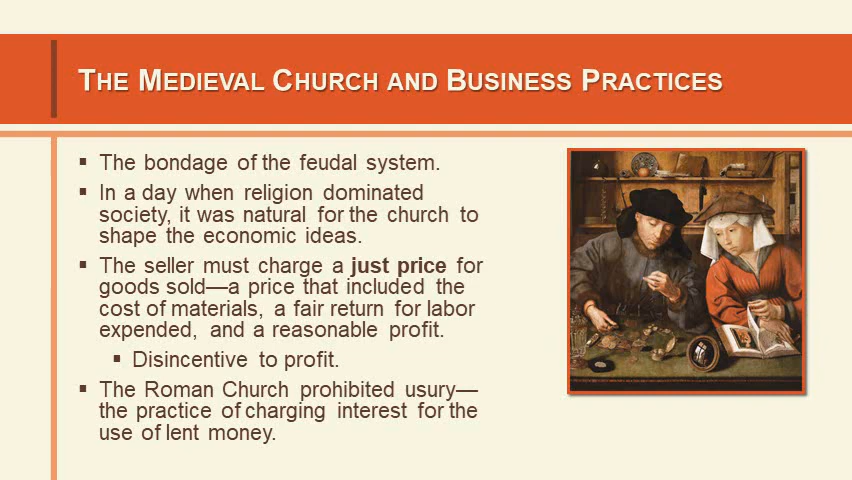 THE MEDIEVAL CHURCH AND BUSINESS PRACTICES
▪ The bondage of the feudal system.
▪ In a day when religion dominated
society, it was natural for the church to
shape the economic ideas.
▪ The seller must charge a just price for
goods sold—a price that included the
cost of materials, a fair return for labor
expended, and a reasonable profit.
▪ Disincentive to profit.
▪ The Roman Church prohibited usury—
the practice of charging interest for the
use of lent money.